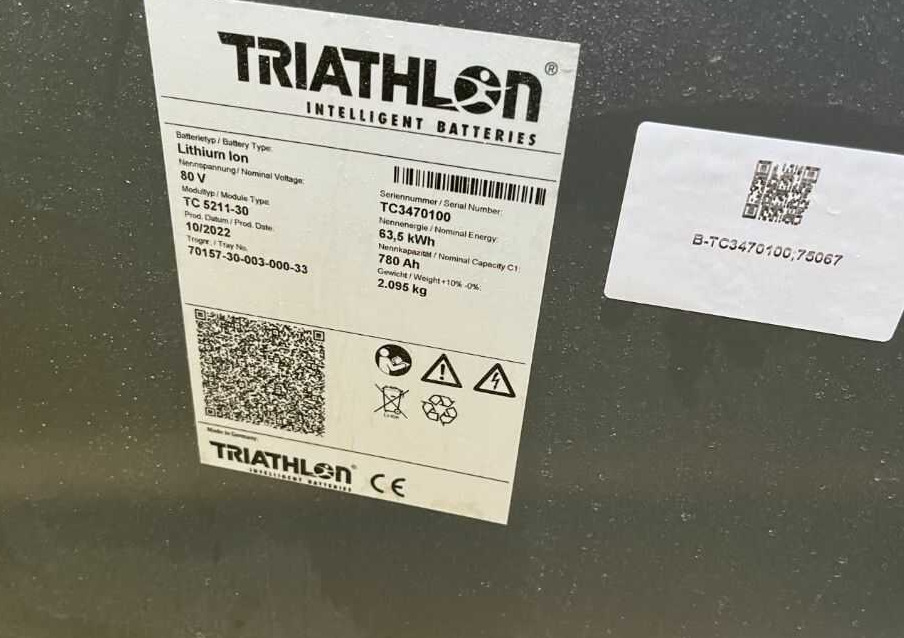 TRIATHLON®
INTELLIGENT BATTERIES
Batterietyp / Battery Type:
Lithium Ion
Nennspannung / Nominal Voltage:
80 V
Modultyp / Module Type:
TC 5211-30
Prod. Datum / Prod. Date:
10/2022
Trognr. / Tray No.
70157-30-003-000-33
Seriennummer / Serial Number:
TC3470100
Nennenergie / Nominal Energy:
63,5 kWh
Nennkapazität / Nominal Capacity C1:
780 Ah
Gewicht / Weight +10% -0%:
2.095 kg
Li-Ion
Made in Germany:
TRIATHLON®
INTELLIGENT BATTERIES
CE
B-TC3470100,75067